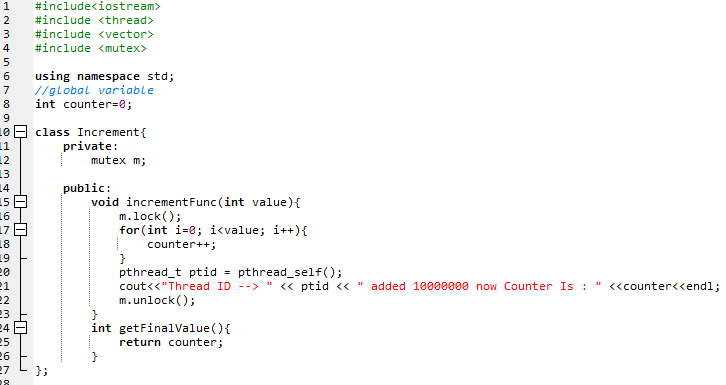 1 #include<iostream>
2 #include <thread>
3 #include <vector>
4 #include <mutex>
5
6 using namespace std;
7 //global variable
8 int counter=0;
9
10 class Increment{
11 private:
12 mutex m;
13
14 public:
15 void incrementFunc(int value){
16 m.lock();
17 for(int i=0; i<value; i++){
18 counter++;
19 }
20 pthread_t ptid = pthread_self();
21 cout<<"Thread ID --> " << ptid << " added 10000000 now Counter Is : " <<counter<<endl;
22 m.unlock();
23 }
24 int getFinalValue(){
25 return counter;
26 }
27 };
28